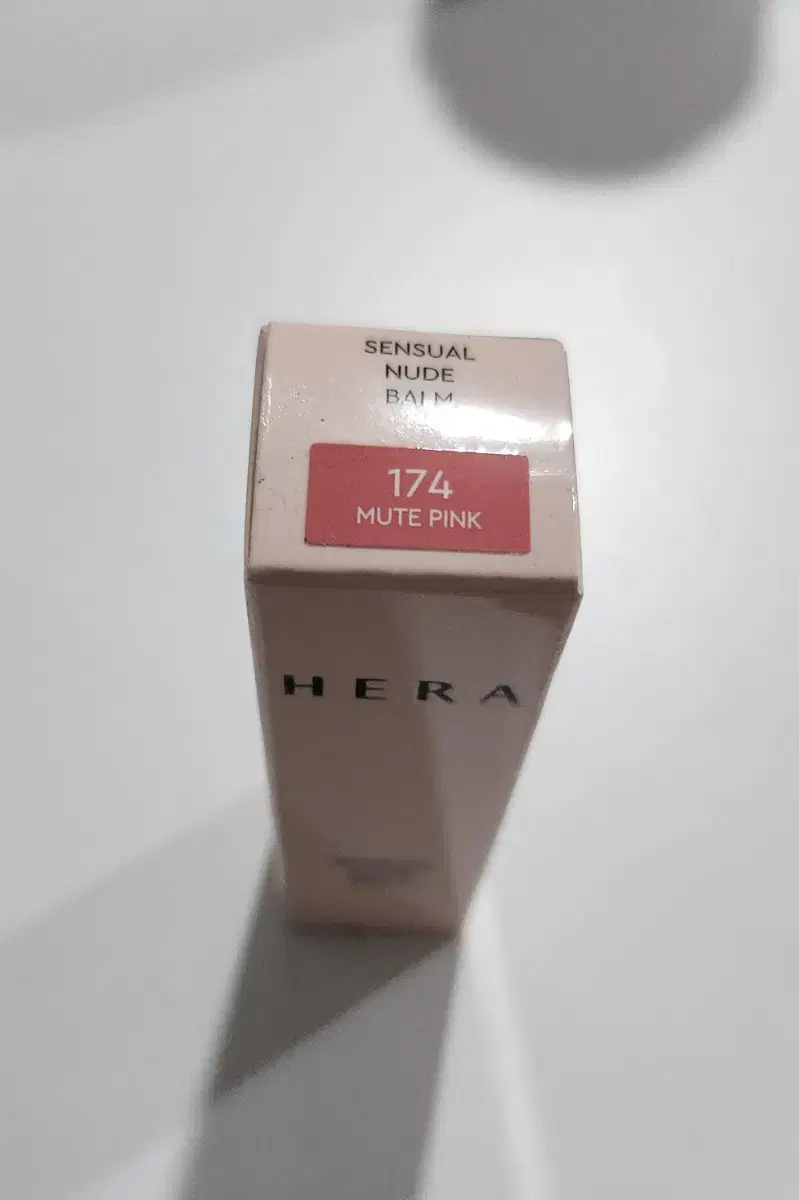 SENSUAL
NUDE
BALM
174
MUTE PINK
HERA